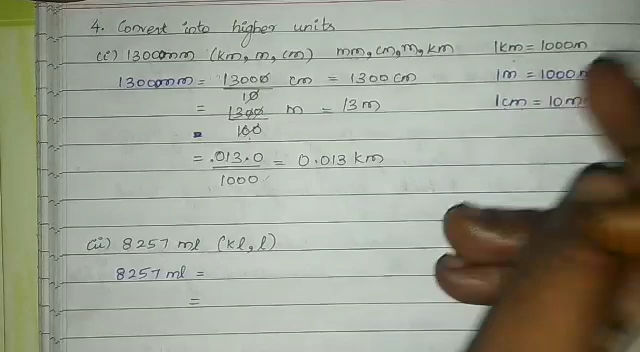 4. Convert into higher units
(i) 13000mm (km, m, cm) mm, cm, m, km 1km = 1000m
13000mm = 13000/10 cm = 1300 cm 1m = 1000
= 1300/100 m = 13m 1cm = 10m
= .013.0/1000 = 0.013 km
(ii) 8257 ml (kl, l)
8257 ml =
=